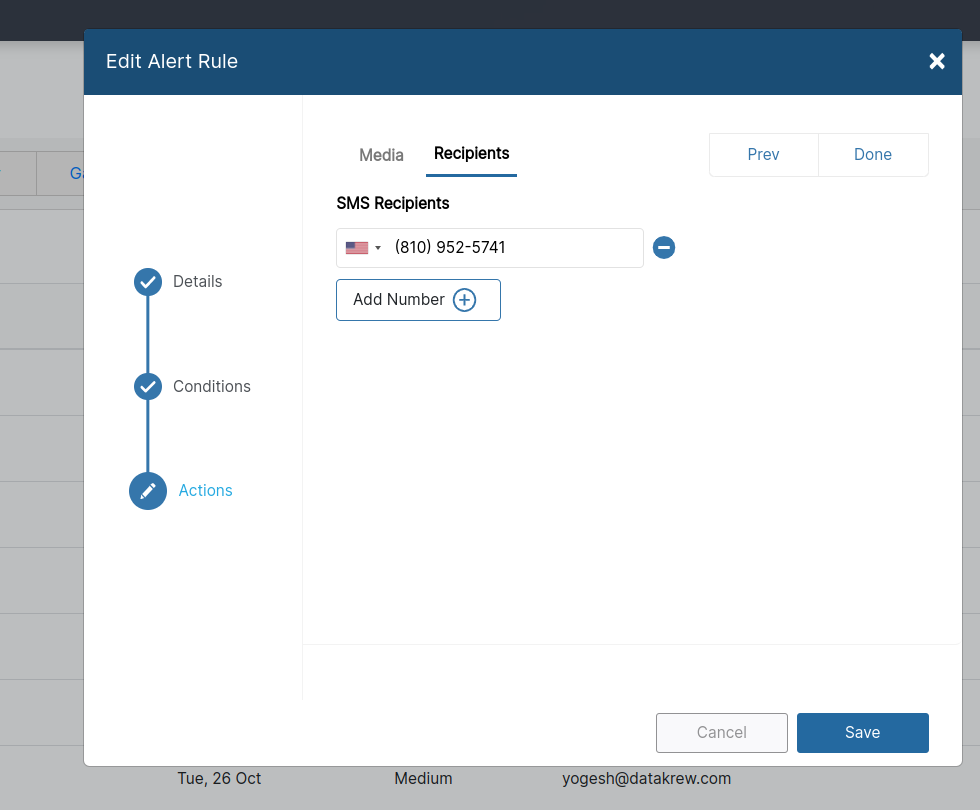 Edit Alert Rule
Media
Recipients
Prev
Done
SMS Recipients
(810) 952-5741
Add Number
Details
Conditions
Actions
Cancel
Save
Tue, 26 Oct Medium yogesh@datakrew.com